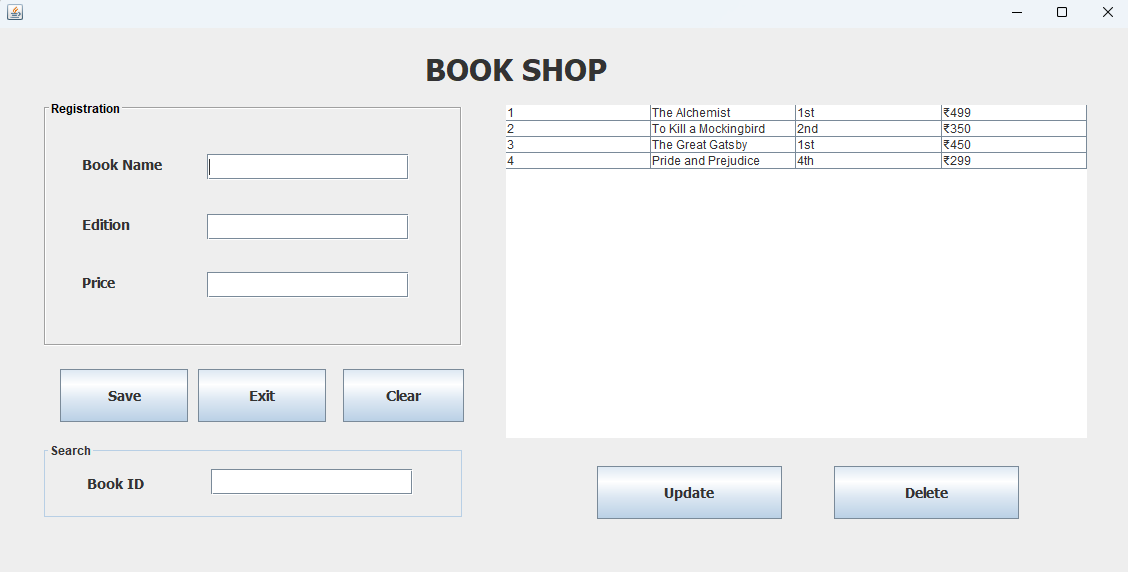 BOOK SHOP
Registration
Book Name
Edition
Price
Save Exit Clear
Search
Book ID
1 The Alchemist 1st ₹499
2 To Kill a Mockingbird 2nd ₹350
3 The Great Gatsby 1st ₹450
4 Pride and Prejudice 4th ₹299
Update Delete